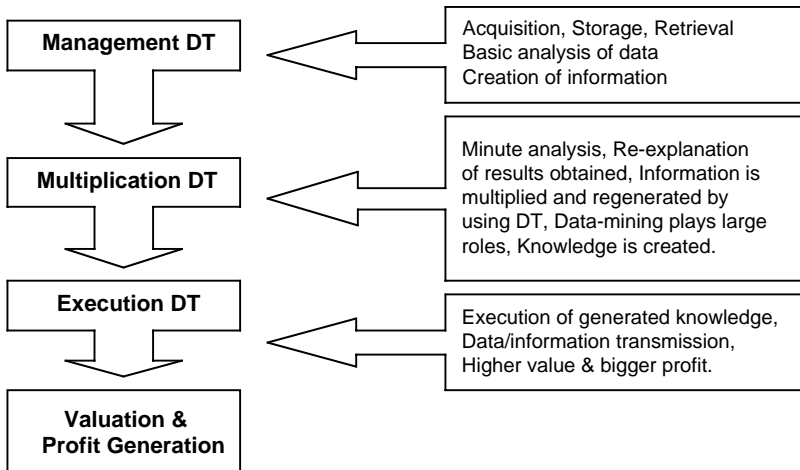 Management DT
Acquisition, Storage, Retrieval
Basic analysis of data
Creation of information
Multiplication DT
Minute analysis, Re-explanation
of results obtained, Information is
multiplied and regenerated by
using DT, Data-mining plays large
roles, Knowledge is created.
Execution DT
Execution of generated knowledge,
Data/information transmission,
Higher value & bigger profit.
Valuation &
Profit Generation